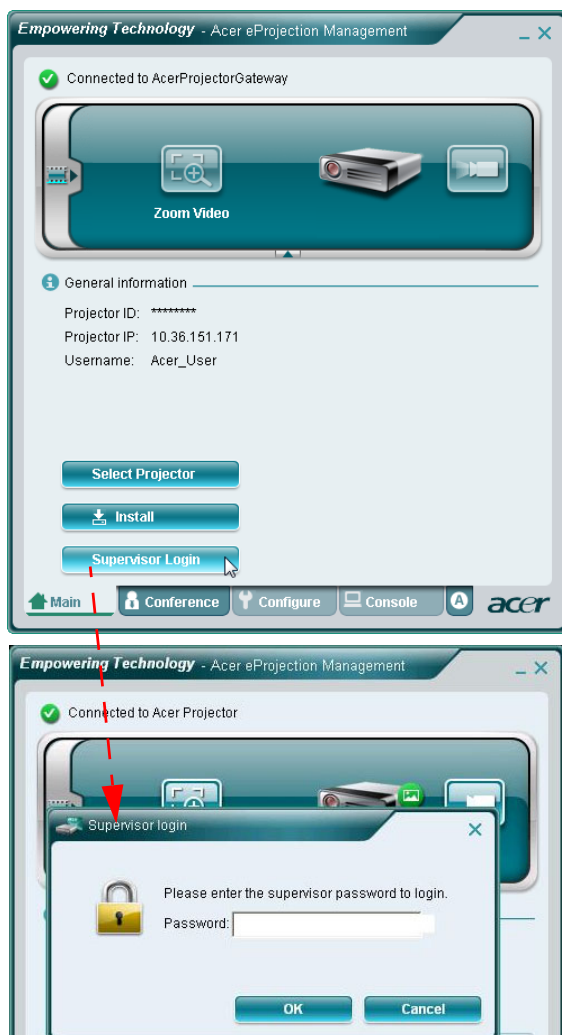 Empowering Technology - Acer eProjection Management
Connected to AcerProjectorGateway
Zoom Video
General information
Projector ID: ********
Projector IP: 10.36.151.171
Username: Acer_User
Select Projector
Install
Supervisor Login
Main Conference Configure Console A acer
Empowering Technology - Acer eProjection Management
Connected to Acer Projector
Supervisor login
Please enter the supervisor password to login.
Password:
OK Cancel